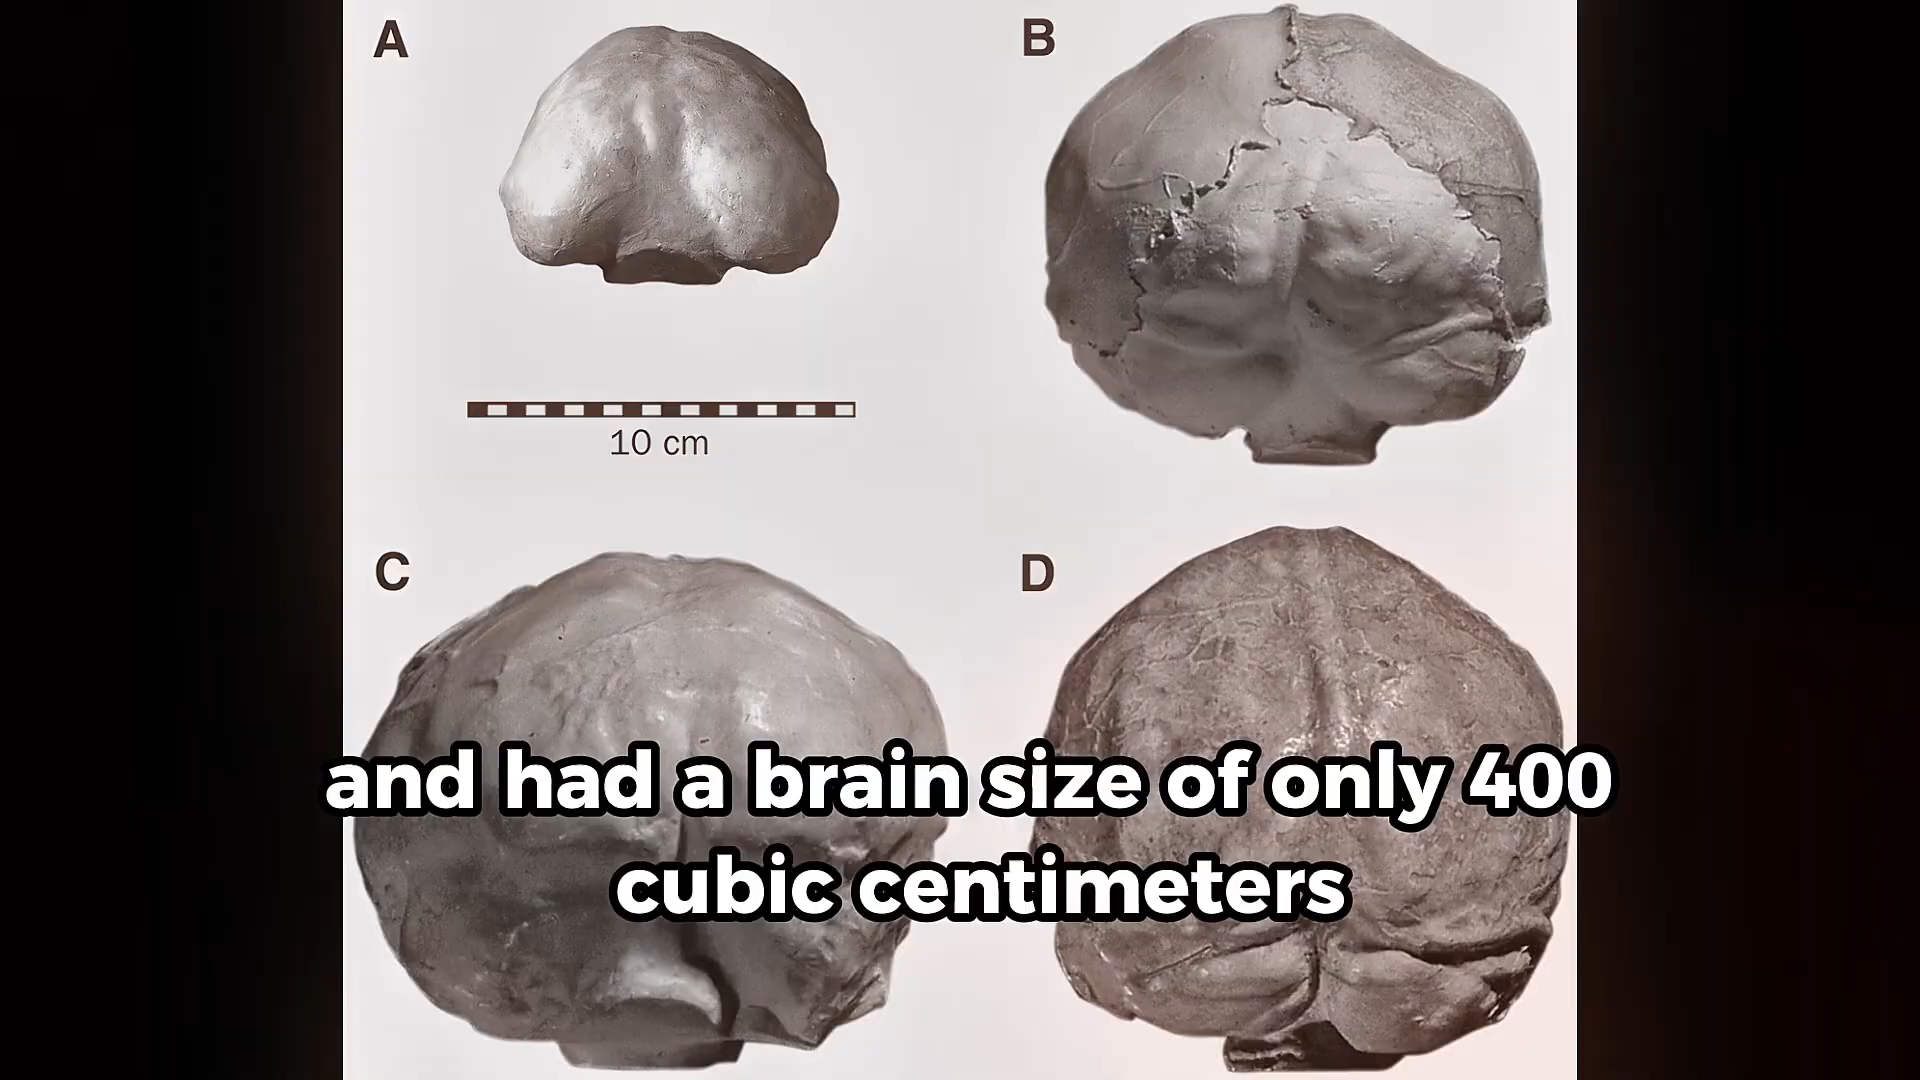 A
B
10 cm
C
D
and had a brain size of only 400
cubic centimeters